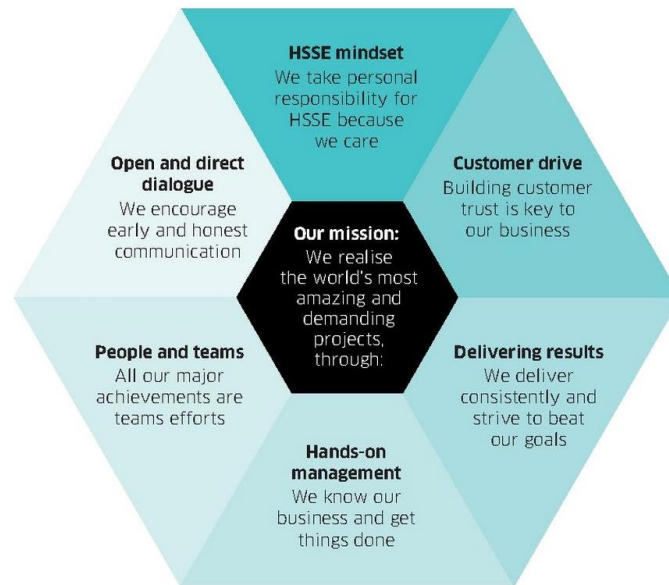 HSSE mindset
We take personal
responsibility for
HSSE because
we care
Customer drive
Building customer
trust is key to
our business
Delivering results
We deliver
consistently and
strive to beat
our goals
Hands-on
management
We know our
business and get
things done
People and teams
All our major
achievements are
teams efforts
Open and direct
dialogue
We encourage
early and honest
communication
Our mission:
We realise
the world's most
amazing and
demanding
projects,
through: